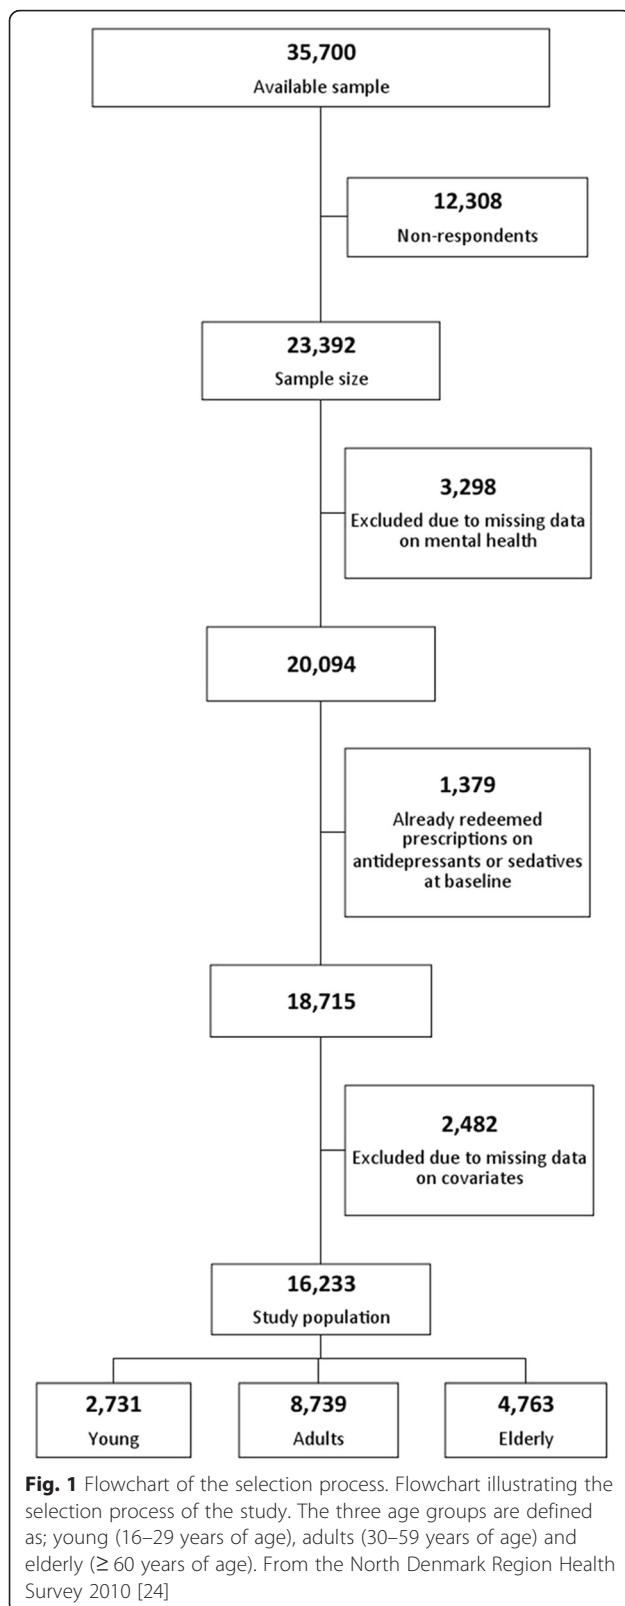 35,700
Available sample
12,308
Non-respondents
23,392
Sample size
3,298
Excluded due to missing data
on mental health
20,094
1,379
Already redeemed
prescriptions on
antidepressants or sedatives
at baseline
18,715
2,482
Excluded due to missing data
on covariates
16,233
Study population
2,731
Young
8,739
Adults
4,763
Elderly
Fig. 1 Flowchart of the selection process. Flowchart illustrating the
selection process of the study. The three age groups are defined
as; young (16–29 years of age), adults (30–59 years of age) and
elderly (≥ 60 years of age). From the North Denmark Region Health
Survey 2010 [24]